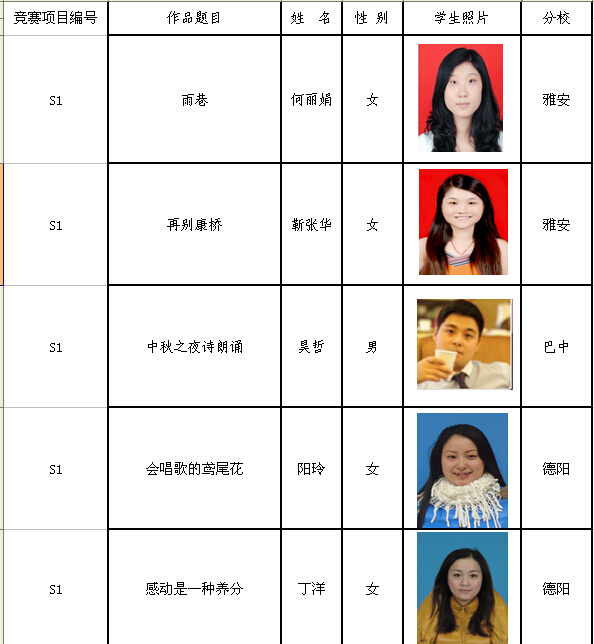 竞赛项目编号 作品题目 姓 名 性 别 学生照片 分校
S1 雨巷 何丽娟 女 雅安
S1 再别康桥 靳张华 女 雅安
S1 中秋之夜诗朗诵 昊哲 男 巴中
S1 会唱歌的鸢尾花 阳玲 女 德阳
S1 感动是一种养分 丁洋 女 德阳